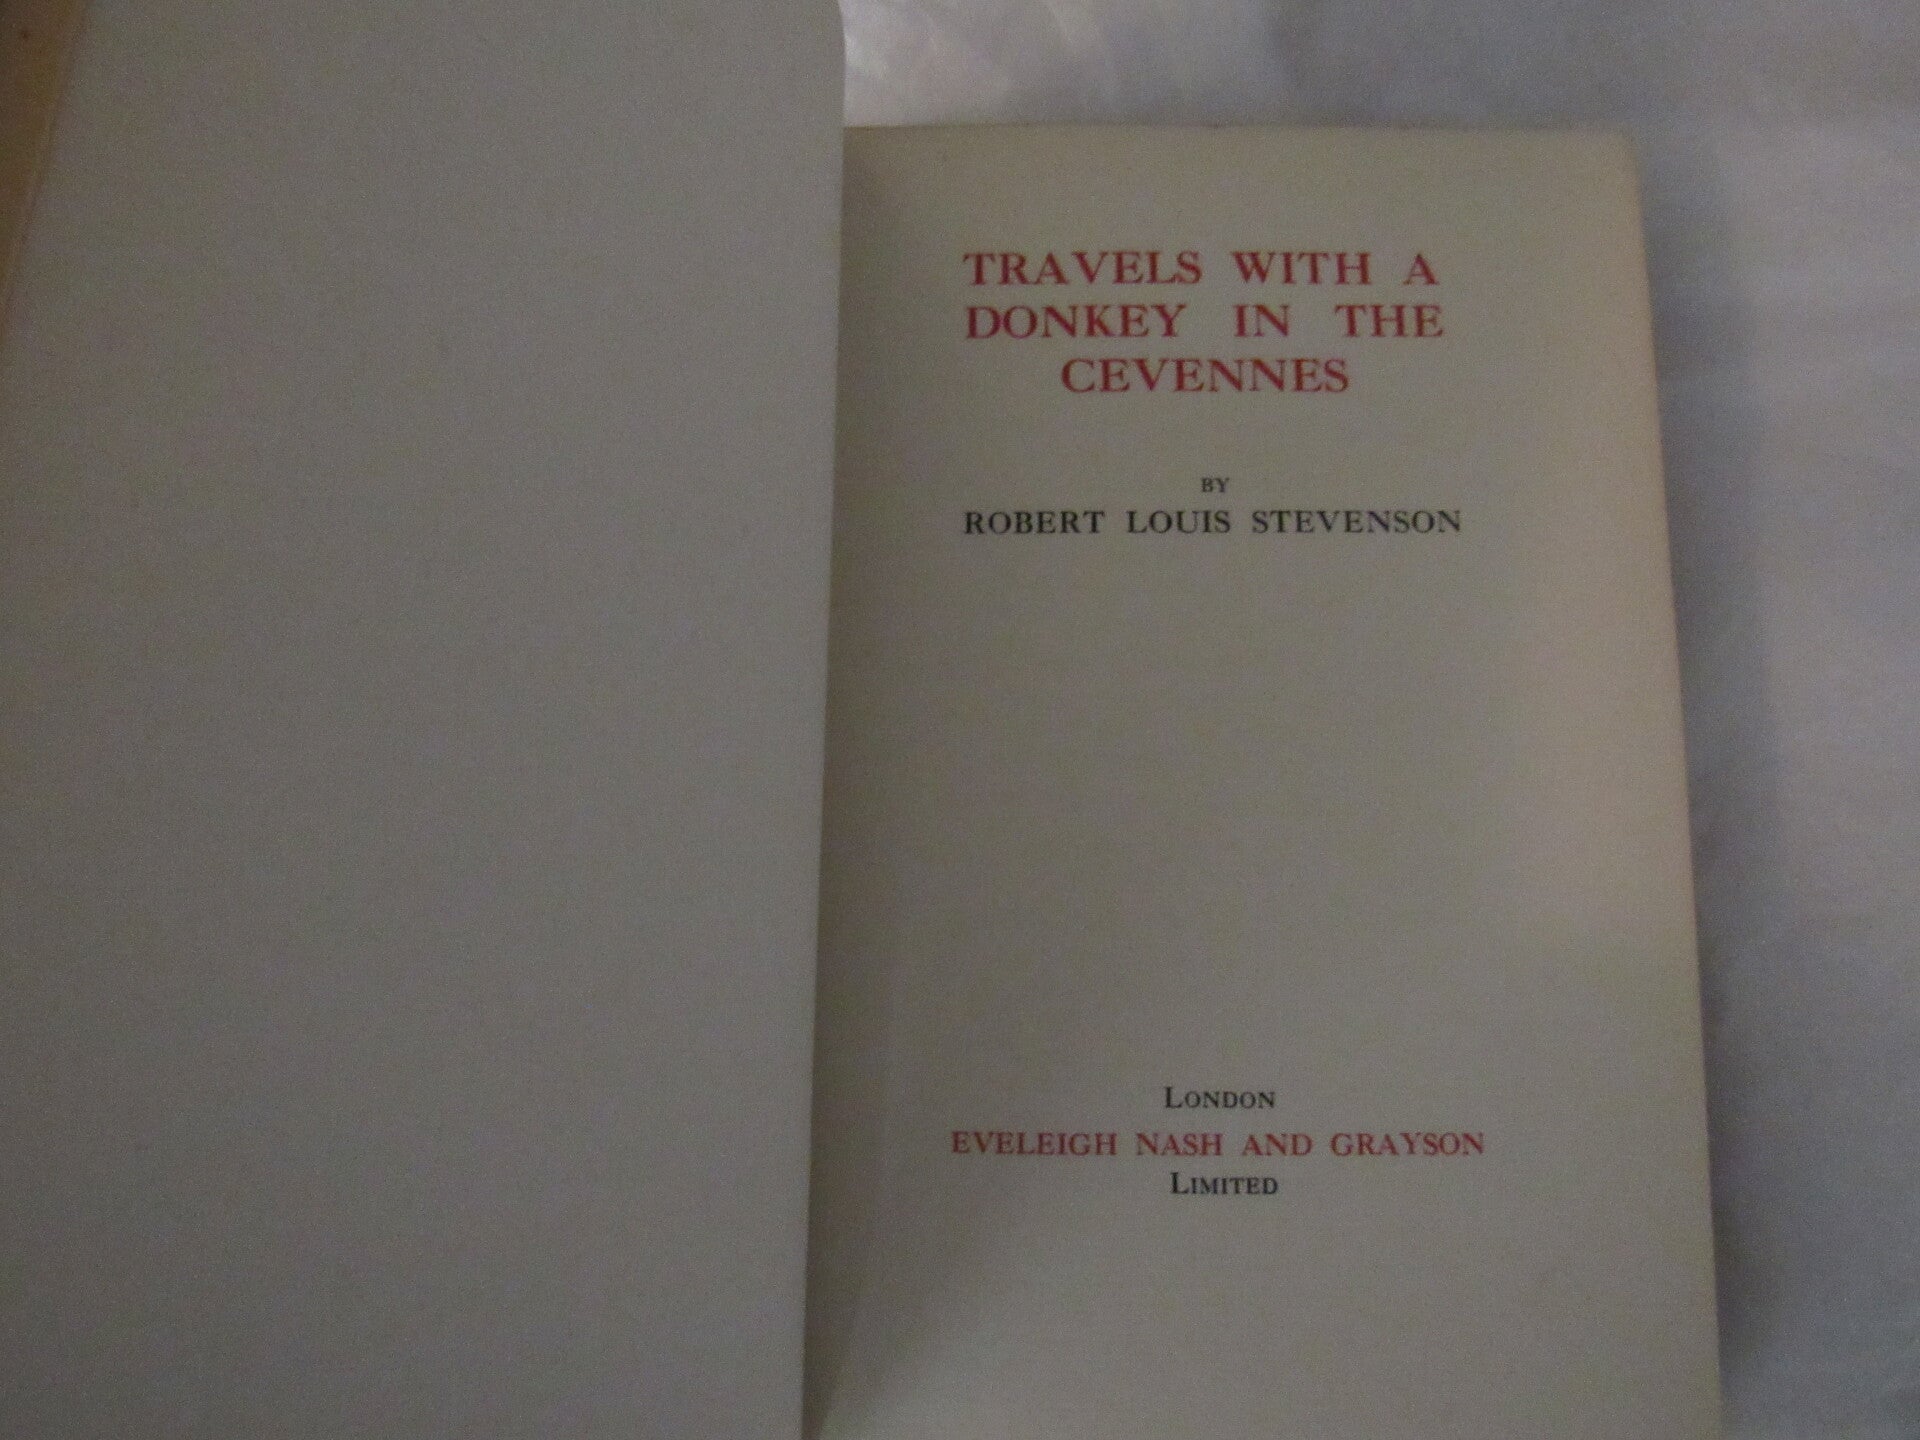 TRAVELS WITH A
DONKEY IN THE
CEVENNES
BY
ROBERT LOUIS STEVENSON
LONDON
EVELEIGH NASH AND GRAYSON
LIMITED